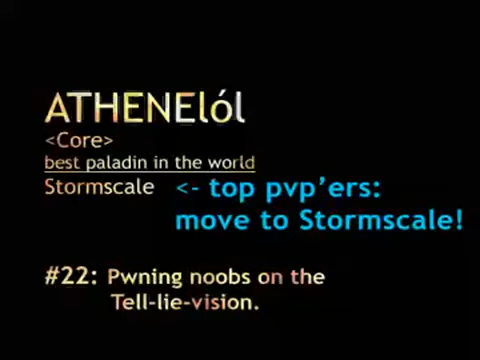 ATHENElól
<Core>
best paladin in the world
Stormscale <- top pvp'ers:
move to Stormscale!
#22: Pwning noobs on the
Tell-lie-vision.